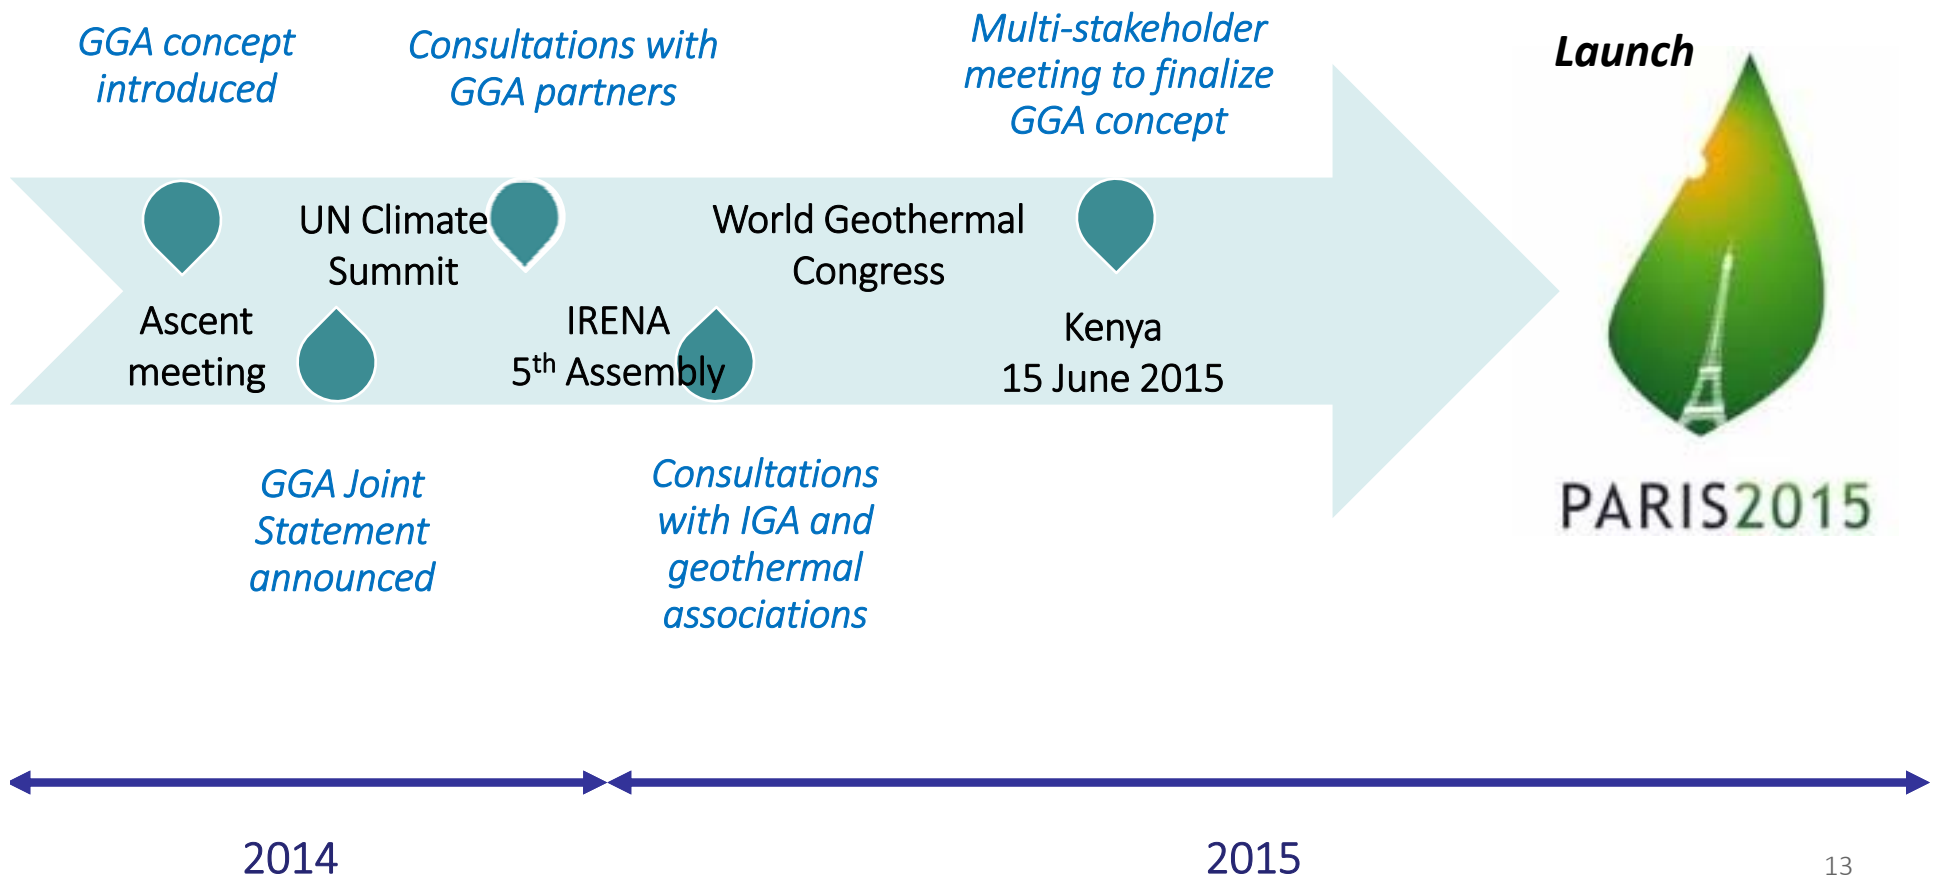 GGA concept
introduced
Consultations with
GGA partners
Multi-stakeholder
meeting to finalize
GGA concept
Launch
UN Climate
Summit
World Geothermal
Congress
Ascent
meeting
IRENA
5th Assembly
Kenya
15 June 2015
GGA Joint
Statement
announced
Consultations
with IGA and
geothermal
associations
PARIS2015
2014
2015
13